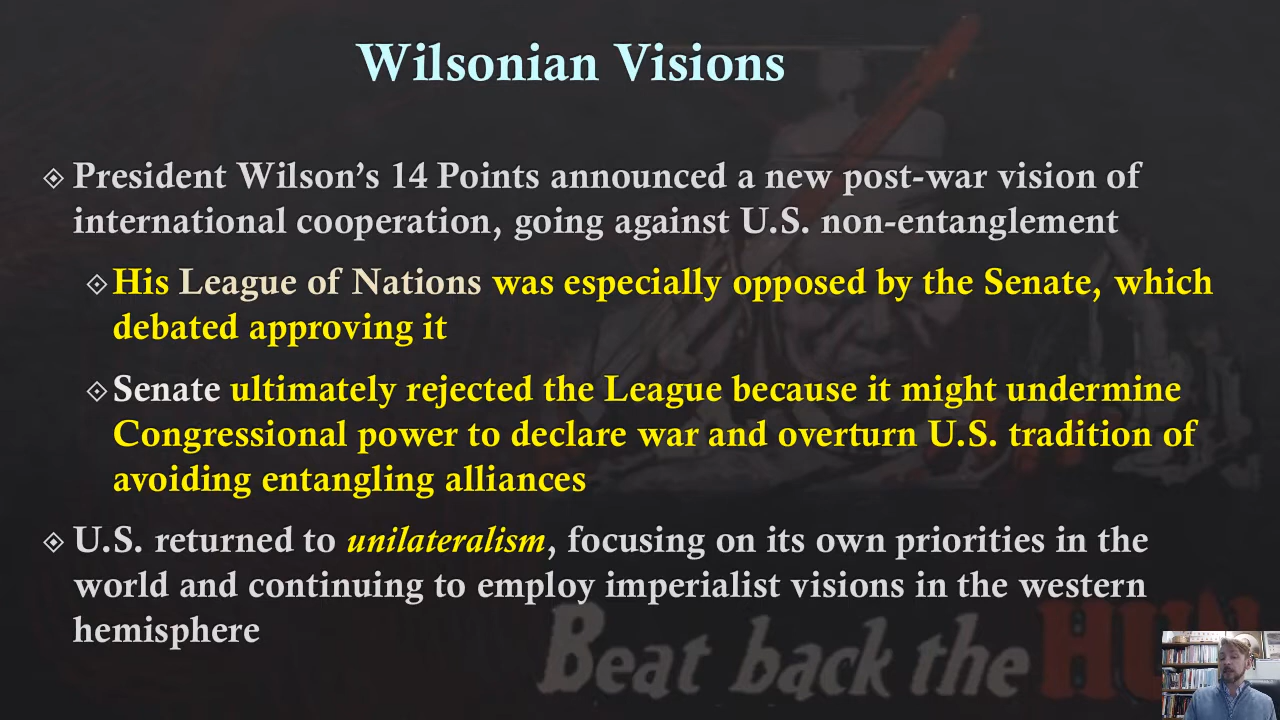 Wilsonian Visions
President Wilson’s 14 Points announced a new post-war vision of
international cooperation, going against U.S. non-entanglement
His League of Nations was especially opposed by the Senate, which
debated approving it
Senate ultimately rejected the League because it might undermine
Congressional power to declare war and overturn U.S. tradition of
avoiding entangling alliances
U.S. returned to unilateralism, focusing on its own priorities in the
world and continuing to employ imperialist visions in the western
hemisphere
Beat back the HUN